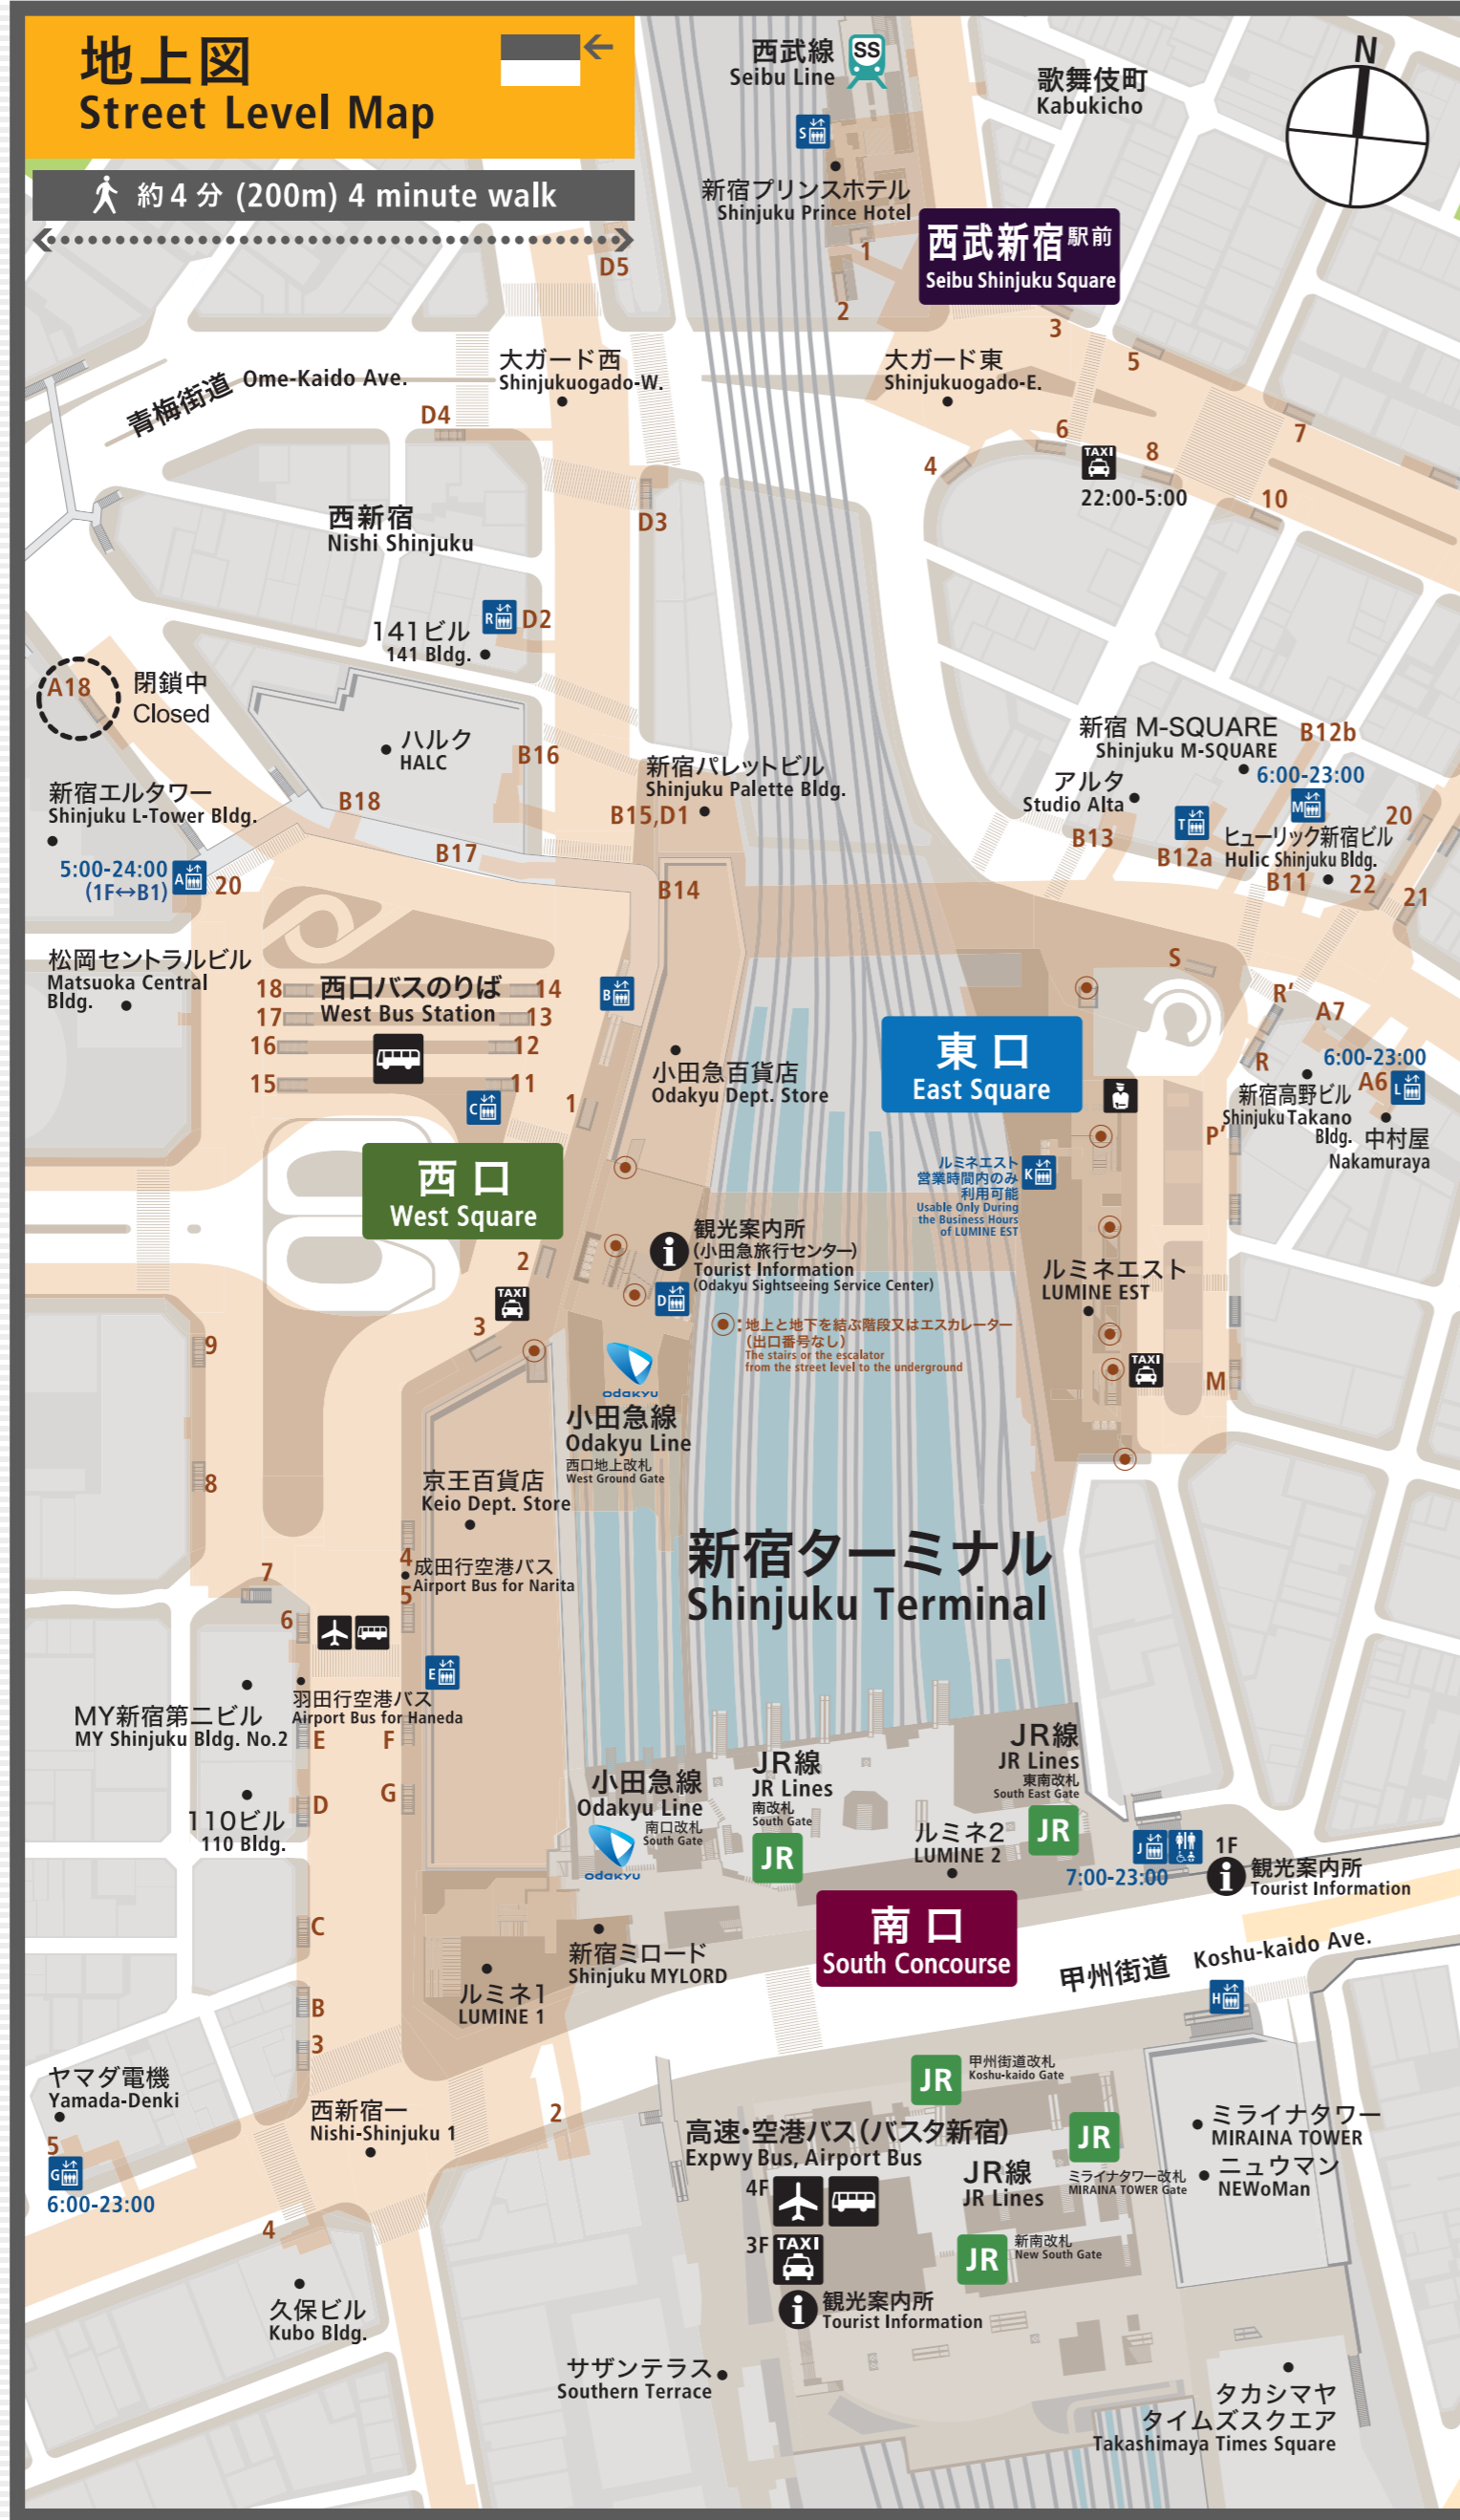 地上図
Street Level Map
約4分 (200m) 4 minute walk
西武線
Seibu Line
SS
歌舞伎町
Kabukicho
N
S
新宿プリンスホテル
Shinjuku Prince Hotel
西武新宿駅前
Seibu Shinjuku Square
1
2
D5
3
5
大ガード西
Shinjukuogado-W.
大ガード東
Shinjukuogado-E.
青梅街道 Ome-Kaido Ave.
D4
6
TAXI
8
7
4
22:00-5:00
10
D3
西新宿
Nishi Shinjuku
R
D2
141ビル
141 Bldg.
A18
閉鎖中
Closed
ハルク
HALC
B16
新宿パレットビル
Shinjuku Palette Bldg.
B15,D1
新宿 M-SQUARE
Shinjuku M-SQUARE
B12b
6:00-23:00
M
アルタ
Studio Alta
T
B13
B12a
ヒューリック新宿ビル
Hulic Shinjuku Bldg.
20
B11
22
21
新宿エルタワー
Shinjuku L-Tower Bldg.
B18
B17
5:00-24:00
(1F↔B1)
A
20
B14
松岡セントラルビル
Matsuoka Central
Bldg.
18
西口バスのりば
West Bus Station
14
17
13
16
12
15
11
B
C
1
小田急百貨店
Odakyu Dept. Store
東口
East Square
S
R’
A7
R
6:00-23:00
A6
L
新宿高野ビル
Shinjuku Takano
Bldg.
中村屋
Nakamuraya
P’
西口
West Square
ルミネエスト
営業時間内のみ
利用可能
Usable Only During
the Business Hours
of LUMINE EST
K
2
TAXI
3
観光案内所
(小田急旅行センター)
Tourist Information
(Odakyu Sightseeing Service Center)
D
ルミネエスト
LUMINE EST
:地上と地下を結ぶ階段又はエスカレーター
(出口番号なし)
The stairs or the escalator
from the street level to the underground
TAXI
M
9
8
odakyu
小田急線
Odakyu Line
西口地上改札
West Ground Gate
京王百貨店
Keio Dept. Store
新宿ターミナル
Shinjuku Terminal
4
成田行空港バス
Airport Bus for Narita
5
7
6
E
羽田行空港バス
Airport Bus for Haneda
MY新宿第二ビル
MY Shinjuku Bldg. No.2
E
F
D
G
110ビル
110 Bldg.
小田急線
Odakyu Line
南口改札
South Gate
odakyu
JR線
JR Lines
南改札
South Gate
JR
JR線
JR Lines
東南改札
South East Gate
JR
ルミネ2
LUMINE 2
J
7:00-23:00
1F
観光案内所
Tourist Information
南口
South Concourse
甲州街道 Koshu-kaido Ave.
H
C
B
3
新宿ミロード
Shinjuku MYLORD
ルミネ1
LUMINE 1
ヤマダ電機
Yamada-Denki
5
G
6:00-23:00
西新宿一
Nishi-Shinjuku 1
2
4
久保ビル
Kubo Bldg.
JR
甲州街道改札
Koshu-kaido Gate
高速・空港バス(バスタ新宿)
Expwy Bus, Airport Bus
4F
3F
TAXI
観光案内所
Tourist Information
JR線
JR Lines
JR
ミライナタワー改札
MIRAINA TOWER Gate
JR
新南改札
New South Gate
ミライナタワー
MIRAINA TOWER
ニュウマン
NEWoMan
サザンテラス
Southern Terrace
タカシマヤ
タイムズスクエア
Takashimaya Times Square